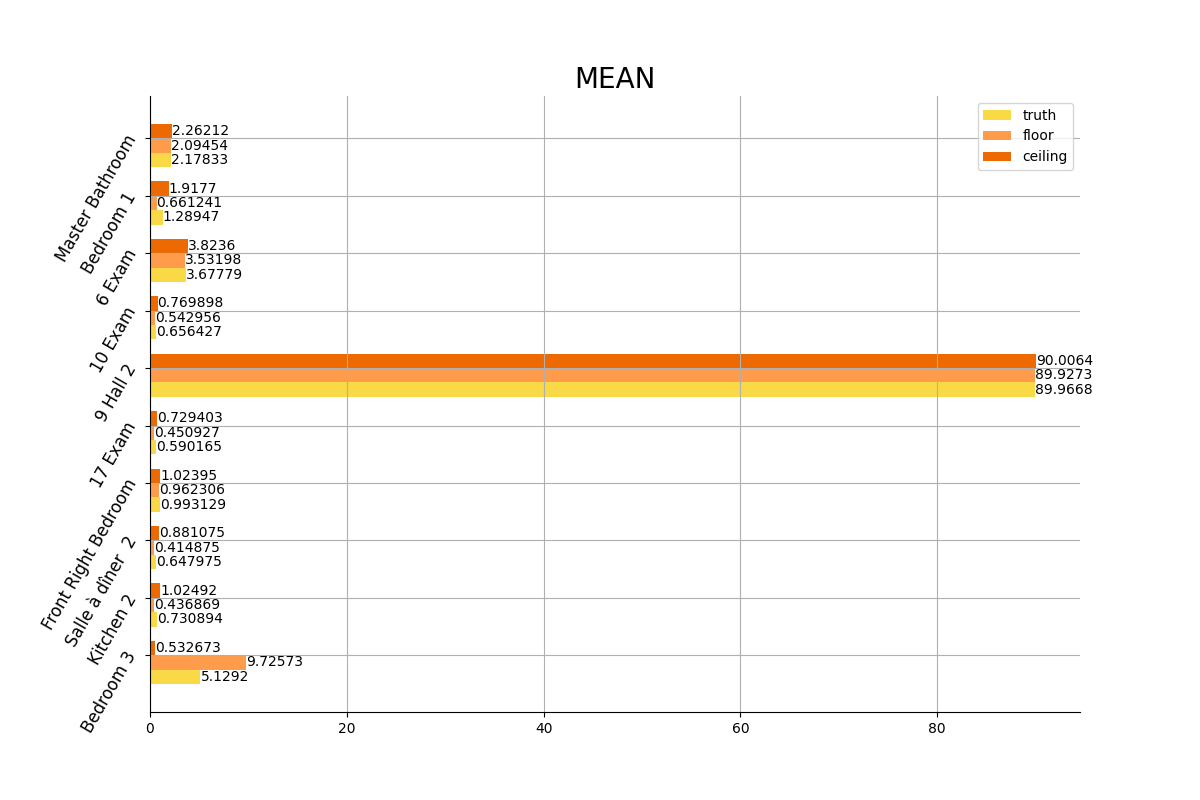 MEAN
truth
floor
ceiling
Master Bathroom
2.26212
2.09454
2.17833
Bedroom 1
1.9177
0.661241
1.28947
6 Exam
3.8236
3.53198
3.67779
10 Exam
0.769898
0.542956
0.656427
9 Hall 2
90.0064
89.9273
89.9668
17 Exam
0.729403
0.450927
0.590165
Front Right Bedroom
1.02395
0.962306
0.993129
Salle à dîner  2
0.881075
0.414875
0.647975
Kitchen 2
1.02492
0.436869
0.730894
Bedroom 3
0.532673
9.72573
5.1292
0 20 40 60 80